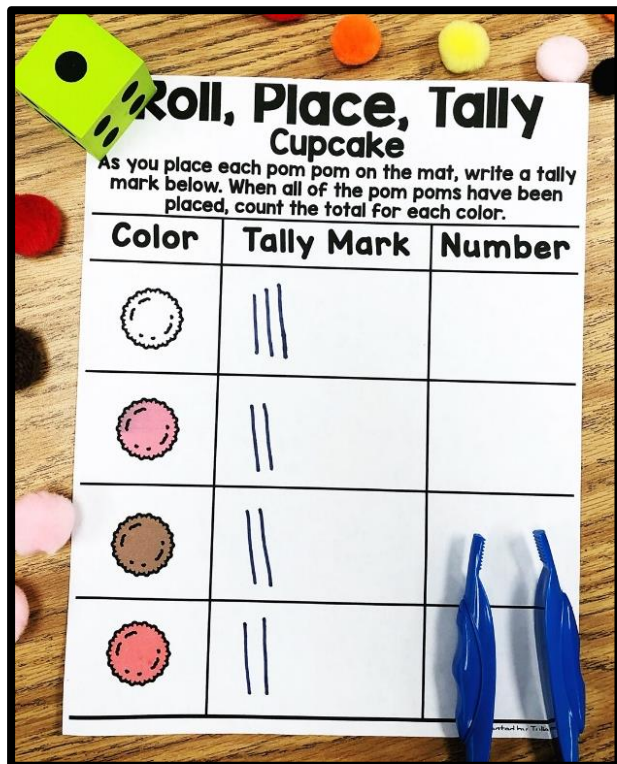 Roll, Place, Tally
Cupcake
As you place each pom pom on the mat, write a tally
mark below. When all of the pom poms have been
placed, count the total for each color.
Color Tally Mark Number